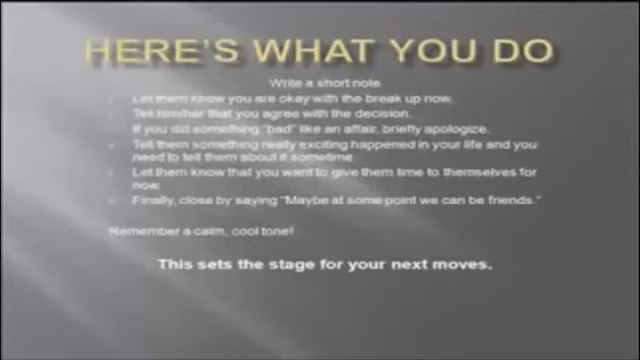 HERE'S WHAT YOU DO
Write a short note
Let them know you are okay with the break up now.
Tell him/her that you agree with the decision.
If you did something "bad" like an affair, briefly apologize.
Tell them something really exciting happened in your life and you
need to tell them about it sometime
Let them know that you want to give them time to themselves for
now.
Finally, close by saying "Maybe at some point we can be friends."
Remember a calm, cool tone!
This sets the stage for your next moves.